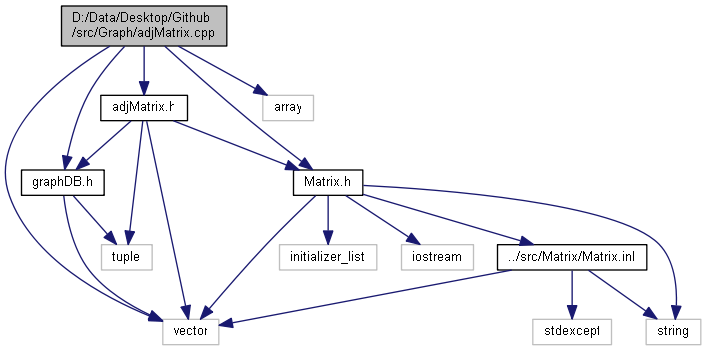 D:/Data/Desktop/Github
/src/Graph/adjMatrix.cpp
adjMatrix.h
array
graphDB.h
Matrix.h
tuple
initializer_list
iostream
../src/Matrix/Matrix.inl
vector
stdexcept
string